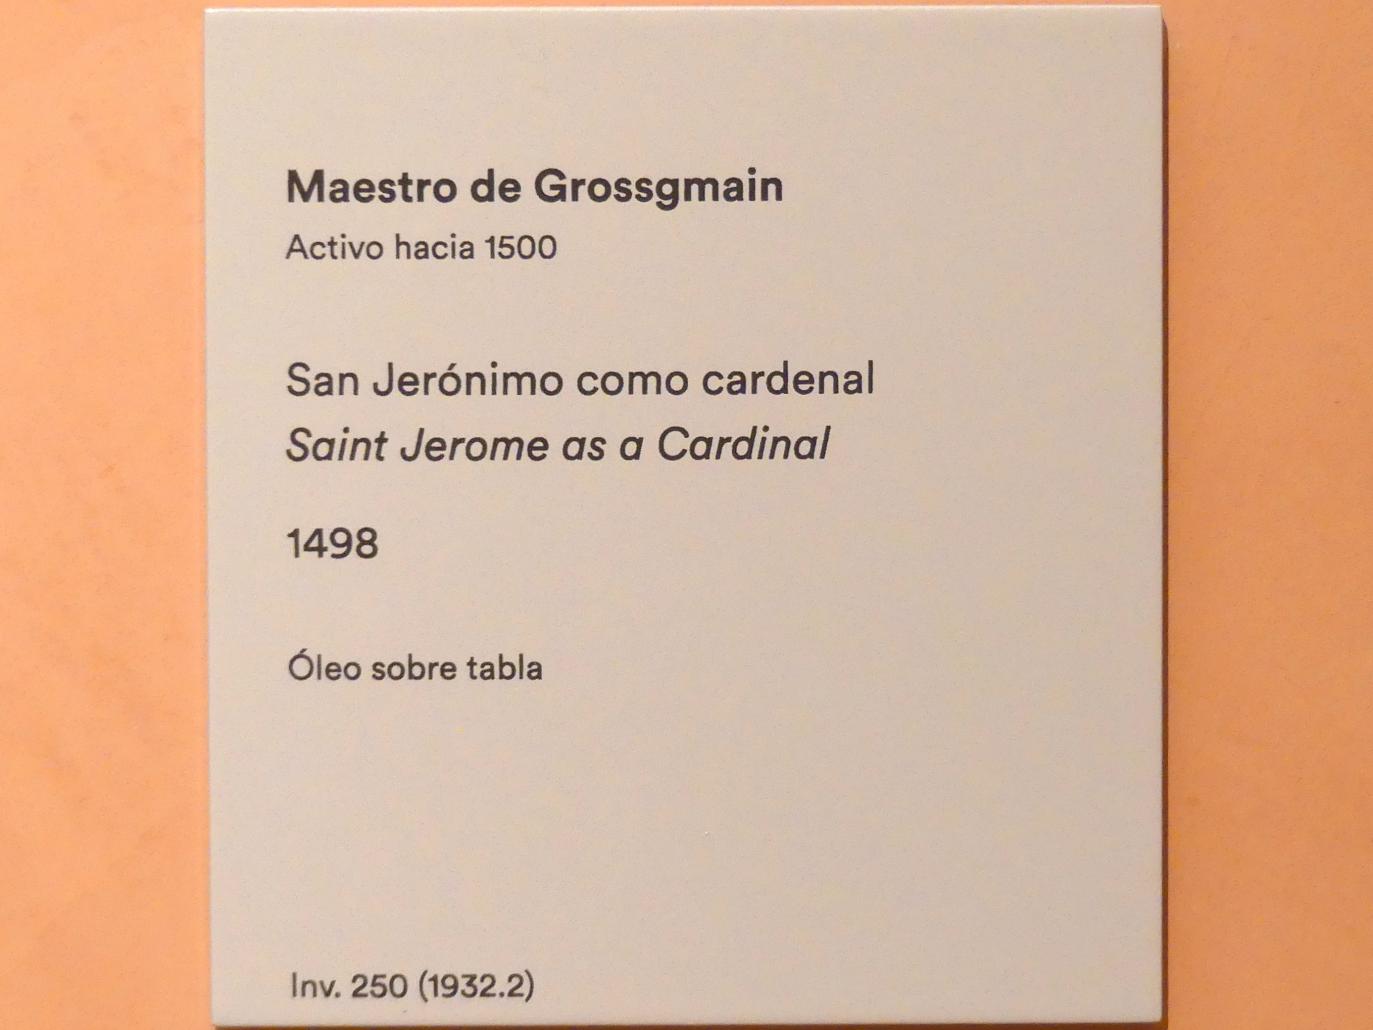 Maestro de Grossgmain
Activo hacia 1500
San Jerónimo como cardenal
Saint Jerome as a Cardinal
1498
Óleo sobre tabla
Inv. 250 (1932.2)